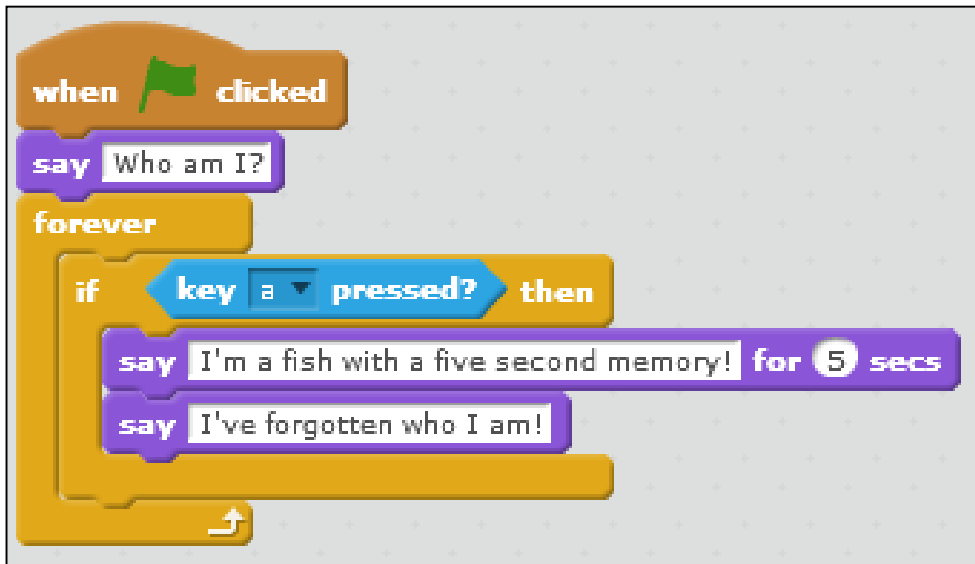 when clicked
say Who am I?
forever
if key a pressed? then
say I'm a fish with a five second memory! for 5 secs
say I've forgotten who I am!